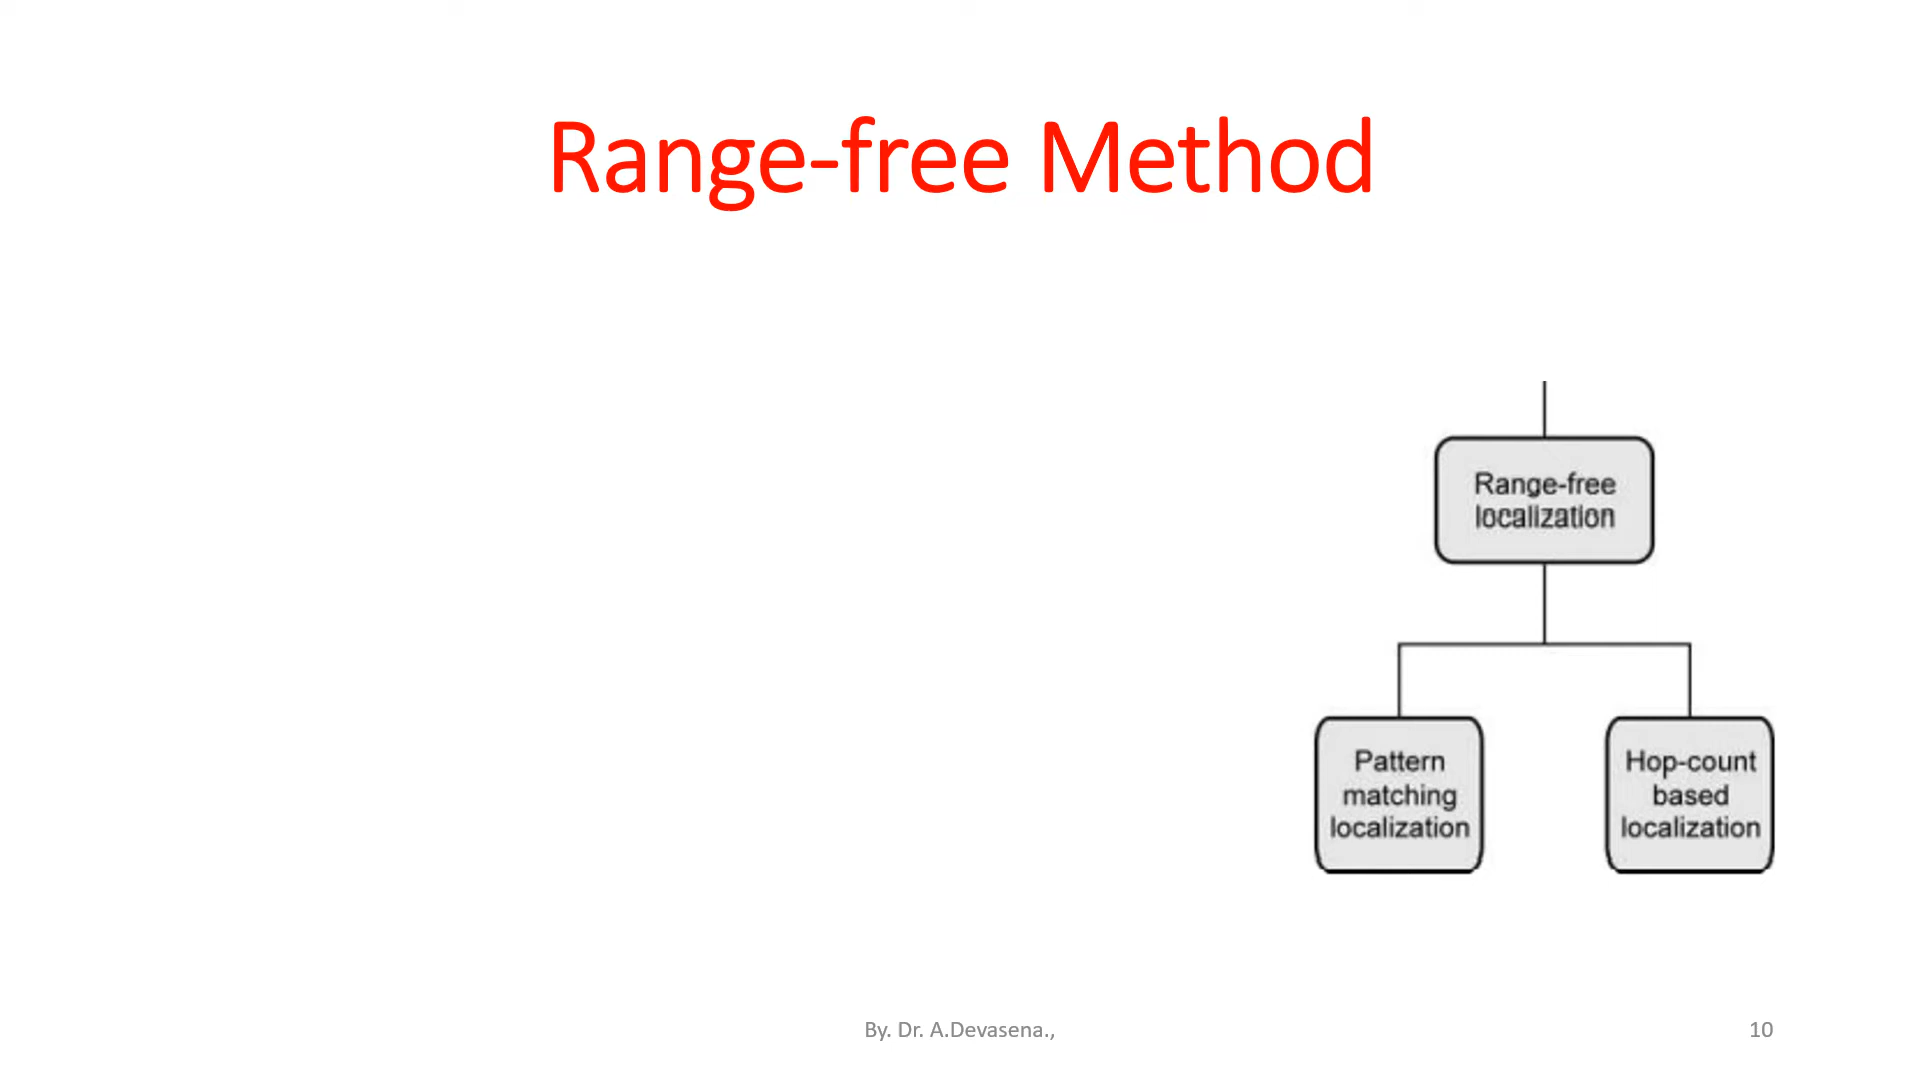 Range-free Method
Range-free
localization
Pattern
matching
localization
Hop-count
based
localization
By. Dr. A.Devasena.,
10